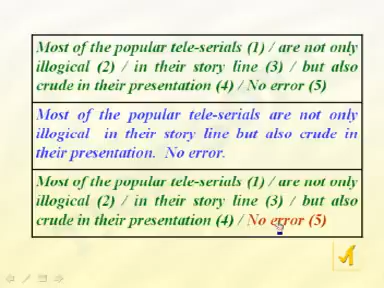 Most of the popular tele-serials (1) / are not only
illogical (2) / in their story line (3) / but also
crude in their presentation (4) / No error (5)
Most of the popular tele-serials are not only
illogical in their story line but also crude in
their presentation. No error.
Most of the popular tele-serials (1) / are not only
illogical (2) / in their story line (3) / but also
crude in their presentation (4) / No error (5)